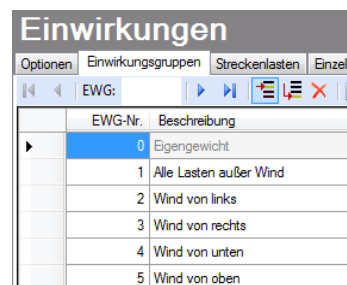 Einwirkungen
Optionen Einwirkungsgruppen Streckenlasten Einzel
EWG:
EWG-Nr. Beschreibung
0 Eigengewicht
1 Alle Lasten außer Wind
2 Wind von links
3 Wind von rechts
4 Wind von unten
5 Wind von oben